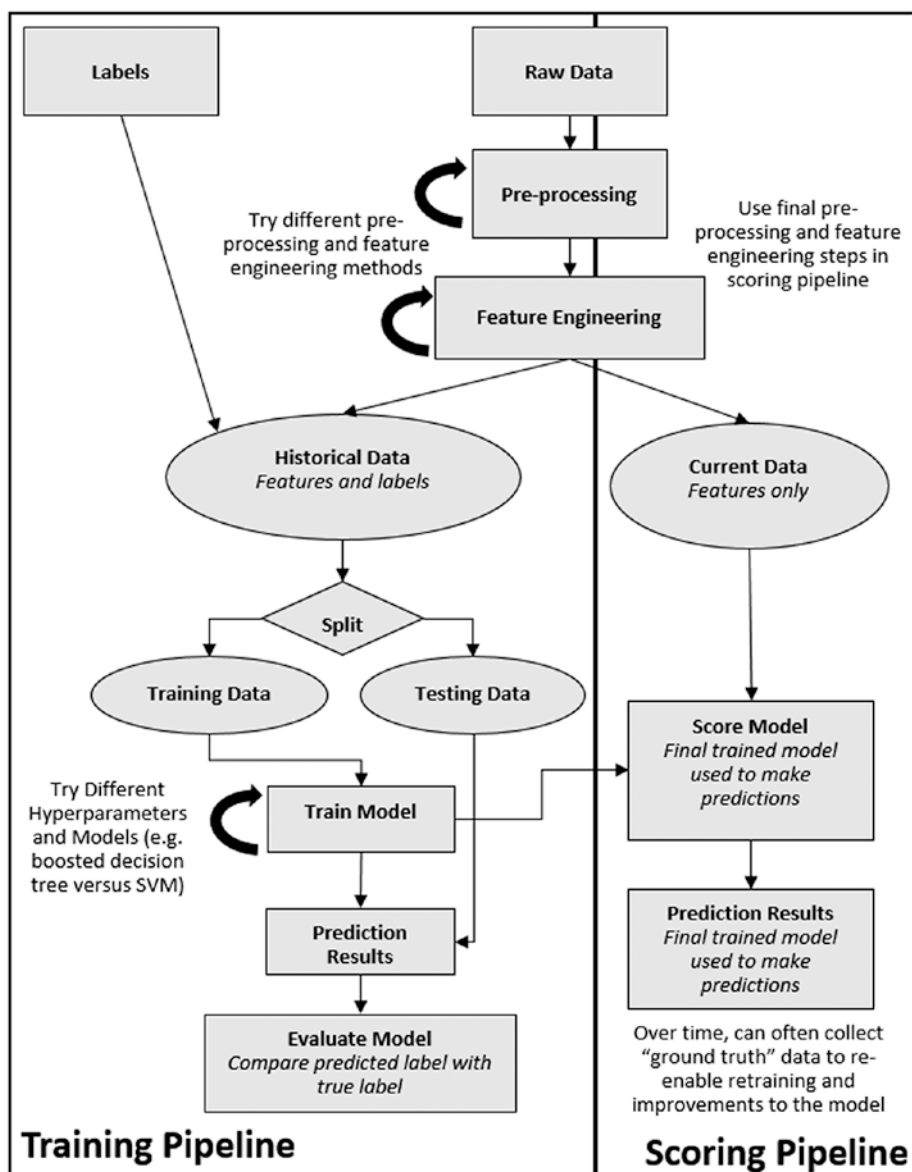 Labels
Raw Data
Pre-processing
Try different pre-
processing and feature
engineering methods
Use final pre-
processing and feature
engineering steps in
scoring pipeline
Feature Engineering
Historical Data
Features and labels
Current Data
Features only
Split
Training Data
Testing Data
Score Model
Final trained model
used to make
predictions
Try Different
Hyperparameters
and Models (e.g.
boosted decision
tree versus SVM)
Train Model
Prediction
Results
Prediction Results
Final trained model
used to make
predictions
Evaluate Model
Compare predicted label with
true label
Over time, can often collect
“ground truth” data to re-
enable retraining and
improvements to the model
Training Pipeline
Scoring Pipeline